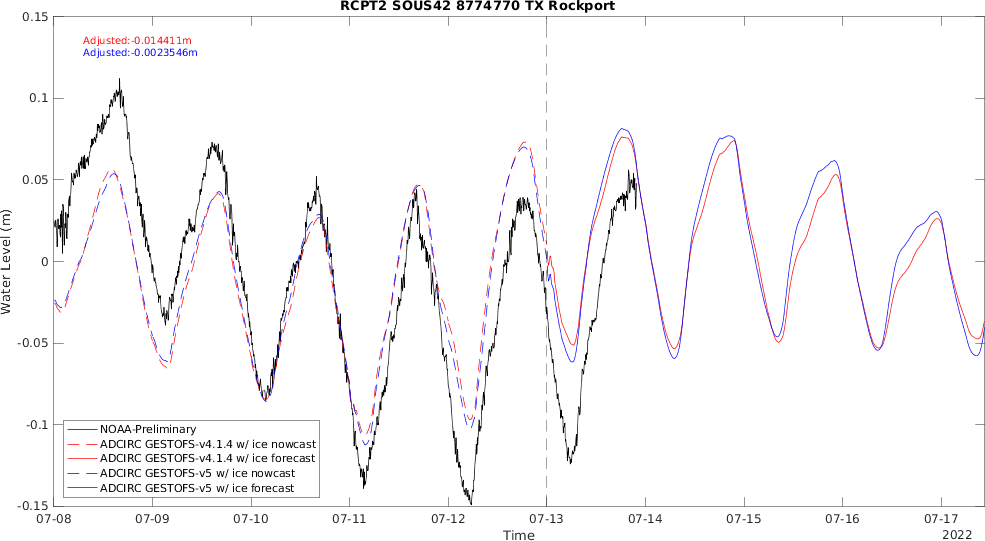 RCPT2 SOUS42 8774770 TX Rockport
Adjusted:-0.014411m
Adjusted:-0.0023546m
Water Level (m)
0.15
0.1
0.05
0
-0.05
-0.1
-0.15
NOAA-Preliminary
ADCIRC GESTOFS-v4.1.4 w/ ice nowcast
ADCIRC GESTOFS-v4.1.4 w/ ice forecast
ADCIRC GESTOFS-v5 w/ ice nowcast
ADCIRC GESTOFS-v5 w/ ice forecast
07-08 07-09 07-10 07-11 07-12 07-13 07-14 07-15 07-16 07-17
Time
2022